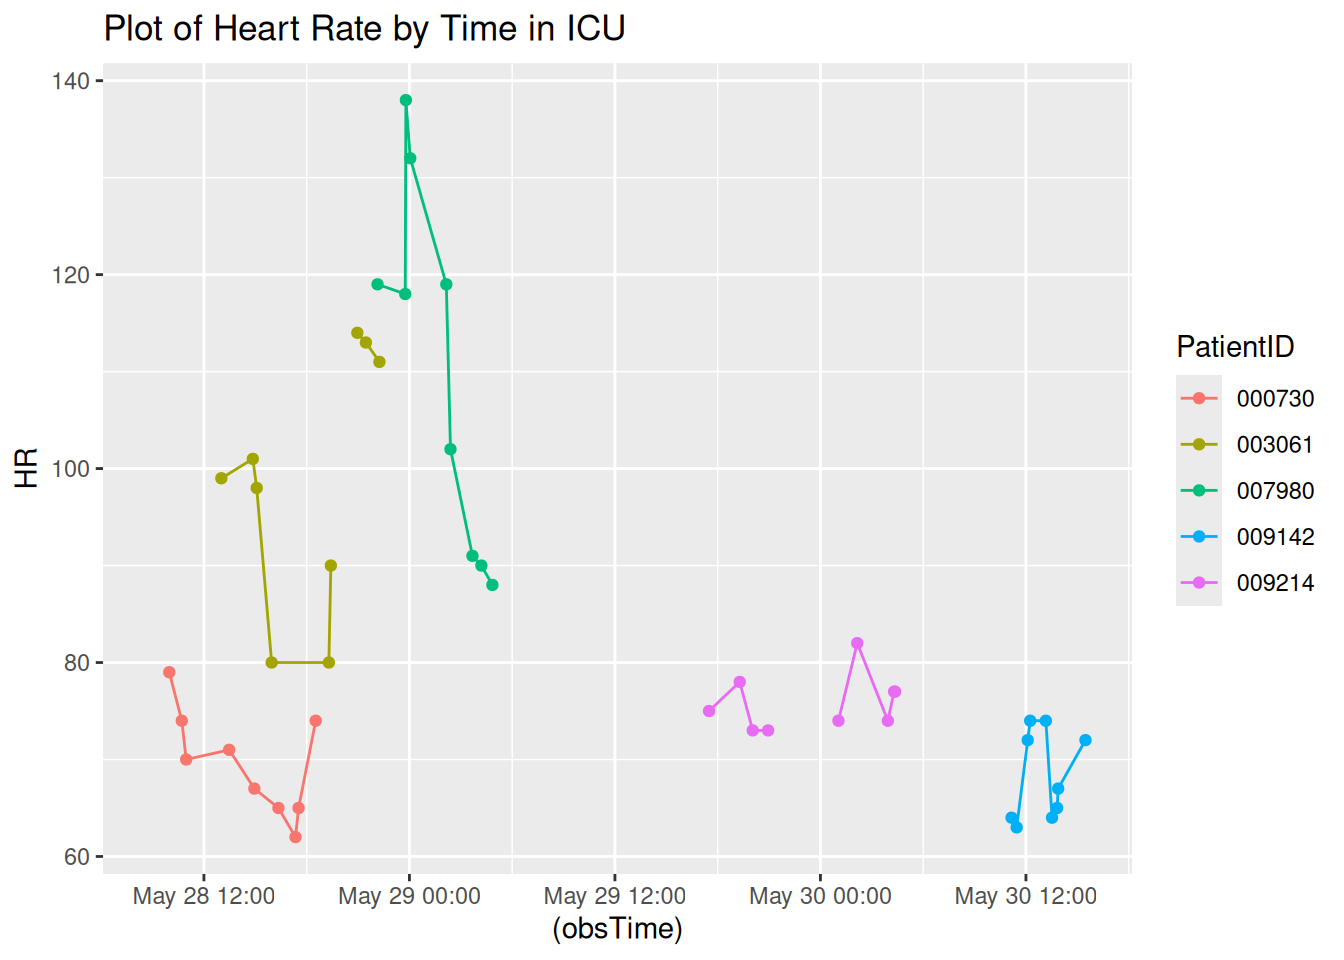 Plot of Heart Rate by Time in ICU
140
120
100
80
60
HR
May 28 12:00
May 29 00:00
May 29 12:00
May 30 00:00
May 30 12:00
(obsTime)
PatientID
000730
003061
007980
009142
009214